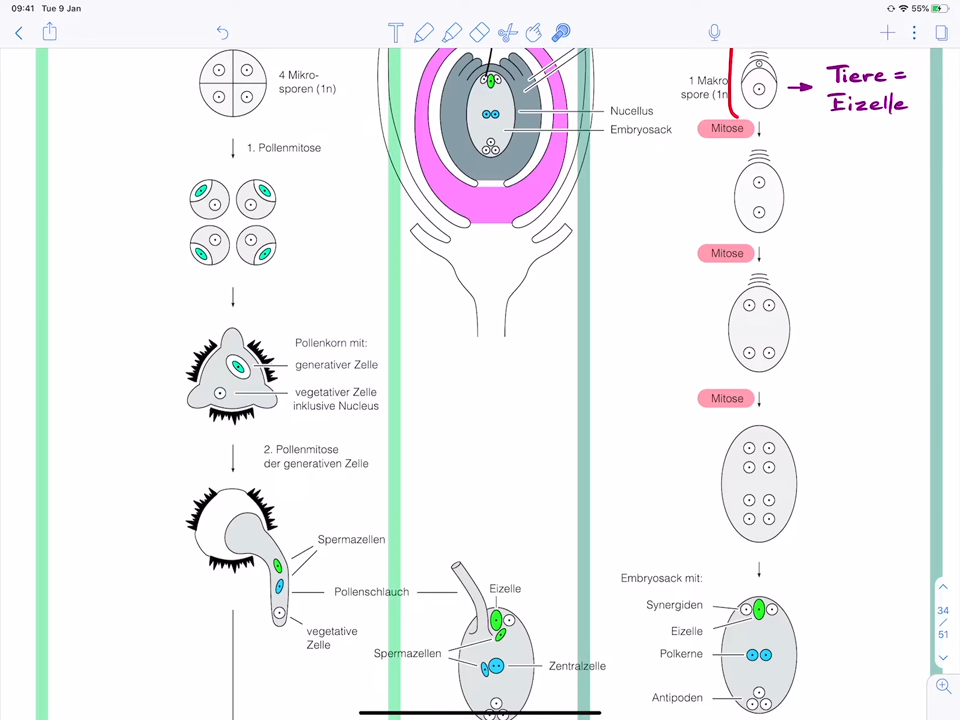 09:41 Tue 9 Jan
55%
4 Mikro-
sporen (1n)
1. Pollenmitose
Pollenkorn mit:
generativer Zelle
vegetativer Zelle
inklusive Nucleus
2. Pollenmitose
der generativen Zelle
Spermazellen
Pollenschlauch
vegetative
Zelle
Nucellus
Embryosack
Eizelle
Spermazellen
Zentralzelle
1 Makro
spore (1n)
Tiere =
Eizelle
Mitose
Mitose
Mitose
Embryosack mit:
Synergiden
Eizelle
Polkerne
Antipoden
34
/
51